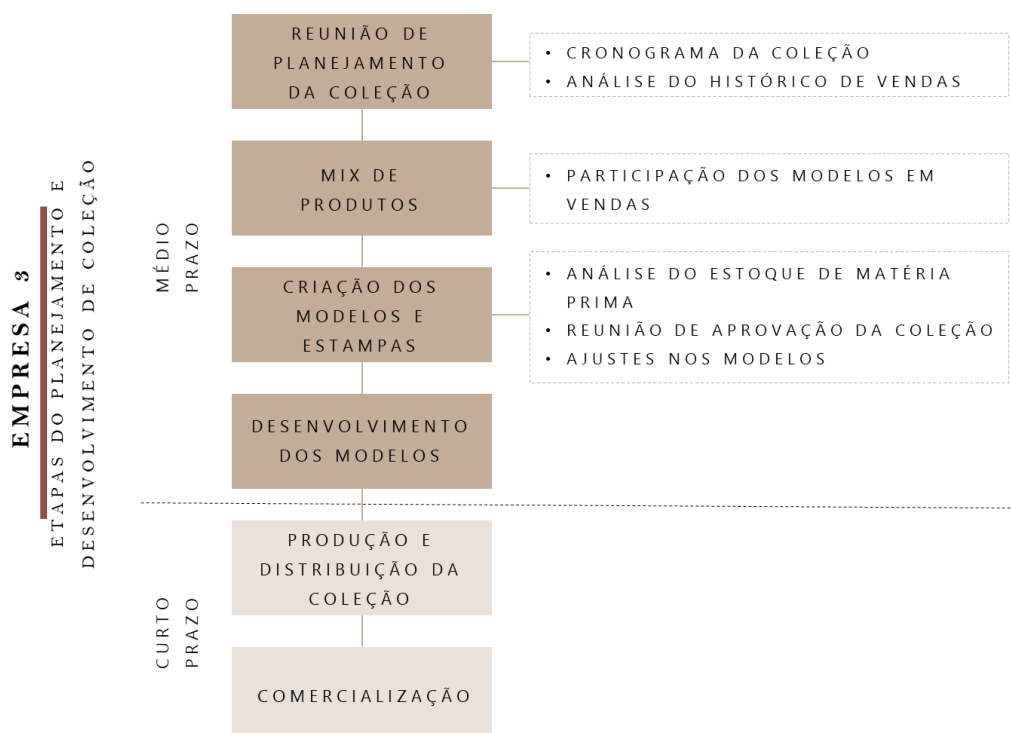 EMPRESA 3
ETAPAS DO PLANEJAMENTO E
DESENVOLVIMENTO DE COLEÇÃO
MÉDIO
PRAZO
REUNIÃO DE
PLANEJAMENTO
DA COLEÇÃO
• CRONOGRAMA DA COLEÇÃO
• ANÁLISE DO HISTÓRICO DE VENDAS
MIX DE
PRODUTOS
• PARTICIPAÇÃO DOS MODELOS EM
VENDAS
CRIAÇÃO DOS
MODELOS E
ESTAMPAS
• ANÁLISE DO ESTOQUE DE MATÉRIA
PRIMA
• REUNIÃO DE APROVAÇÃO DA COLEÇÃO
• AJUSTES NOS MODELOS
DESENVOLVIMENTO
DOS MODELOS
CURTO
PRAZO
PRODUÇÃO E
DISTRIBUIÇÃO DA
COLEÇÃO
COMERCIALIZAÇÃO